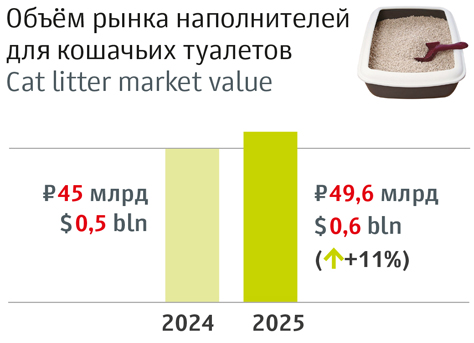 Объём рынка наполнителей
для кошачьих туалетов
Cat litter market value
₽45 млрд
$0,5 bln
₽49,6 млрд
$0,6 bln
(↑+11%)
2024
2025